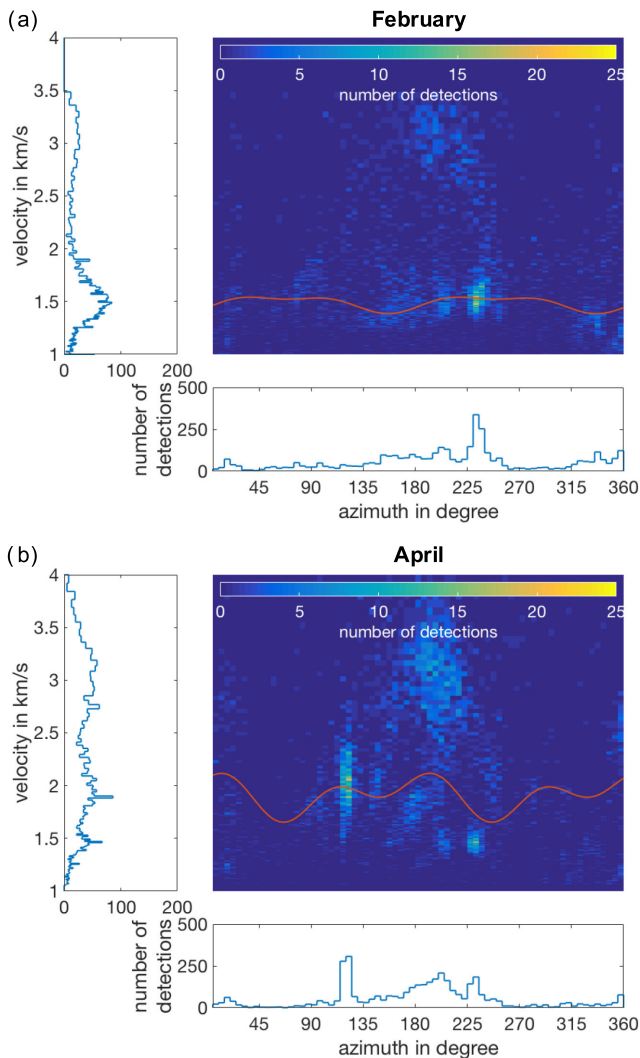 (a)
February
0 5 10 15 20 25
number of detections
4
3.5
3
2.5
2
1.5
1
velocity in km/s
0 100 200
number of
detections
500
250
0
45 90 135 180 225 270 315 360
azimuth in degree
(b)
April
0 5 10 15 20 25
number of detections
4
3.5
3
2.5
2
1.5
1
velocity in km/s
0 100 200
number of
detections
500
250
0
45 90 135 180 225 270 315 360
azimuth in degree